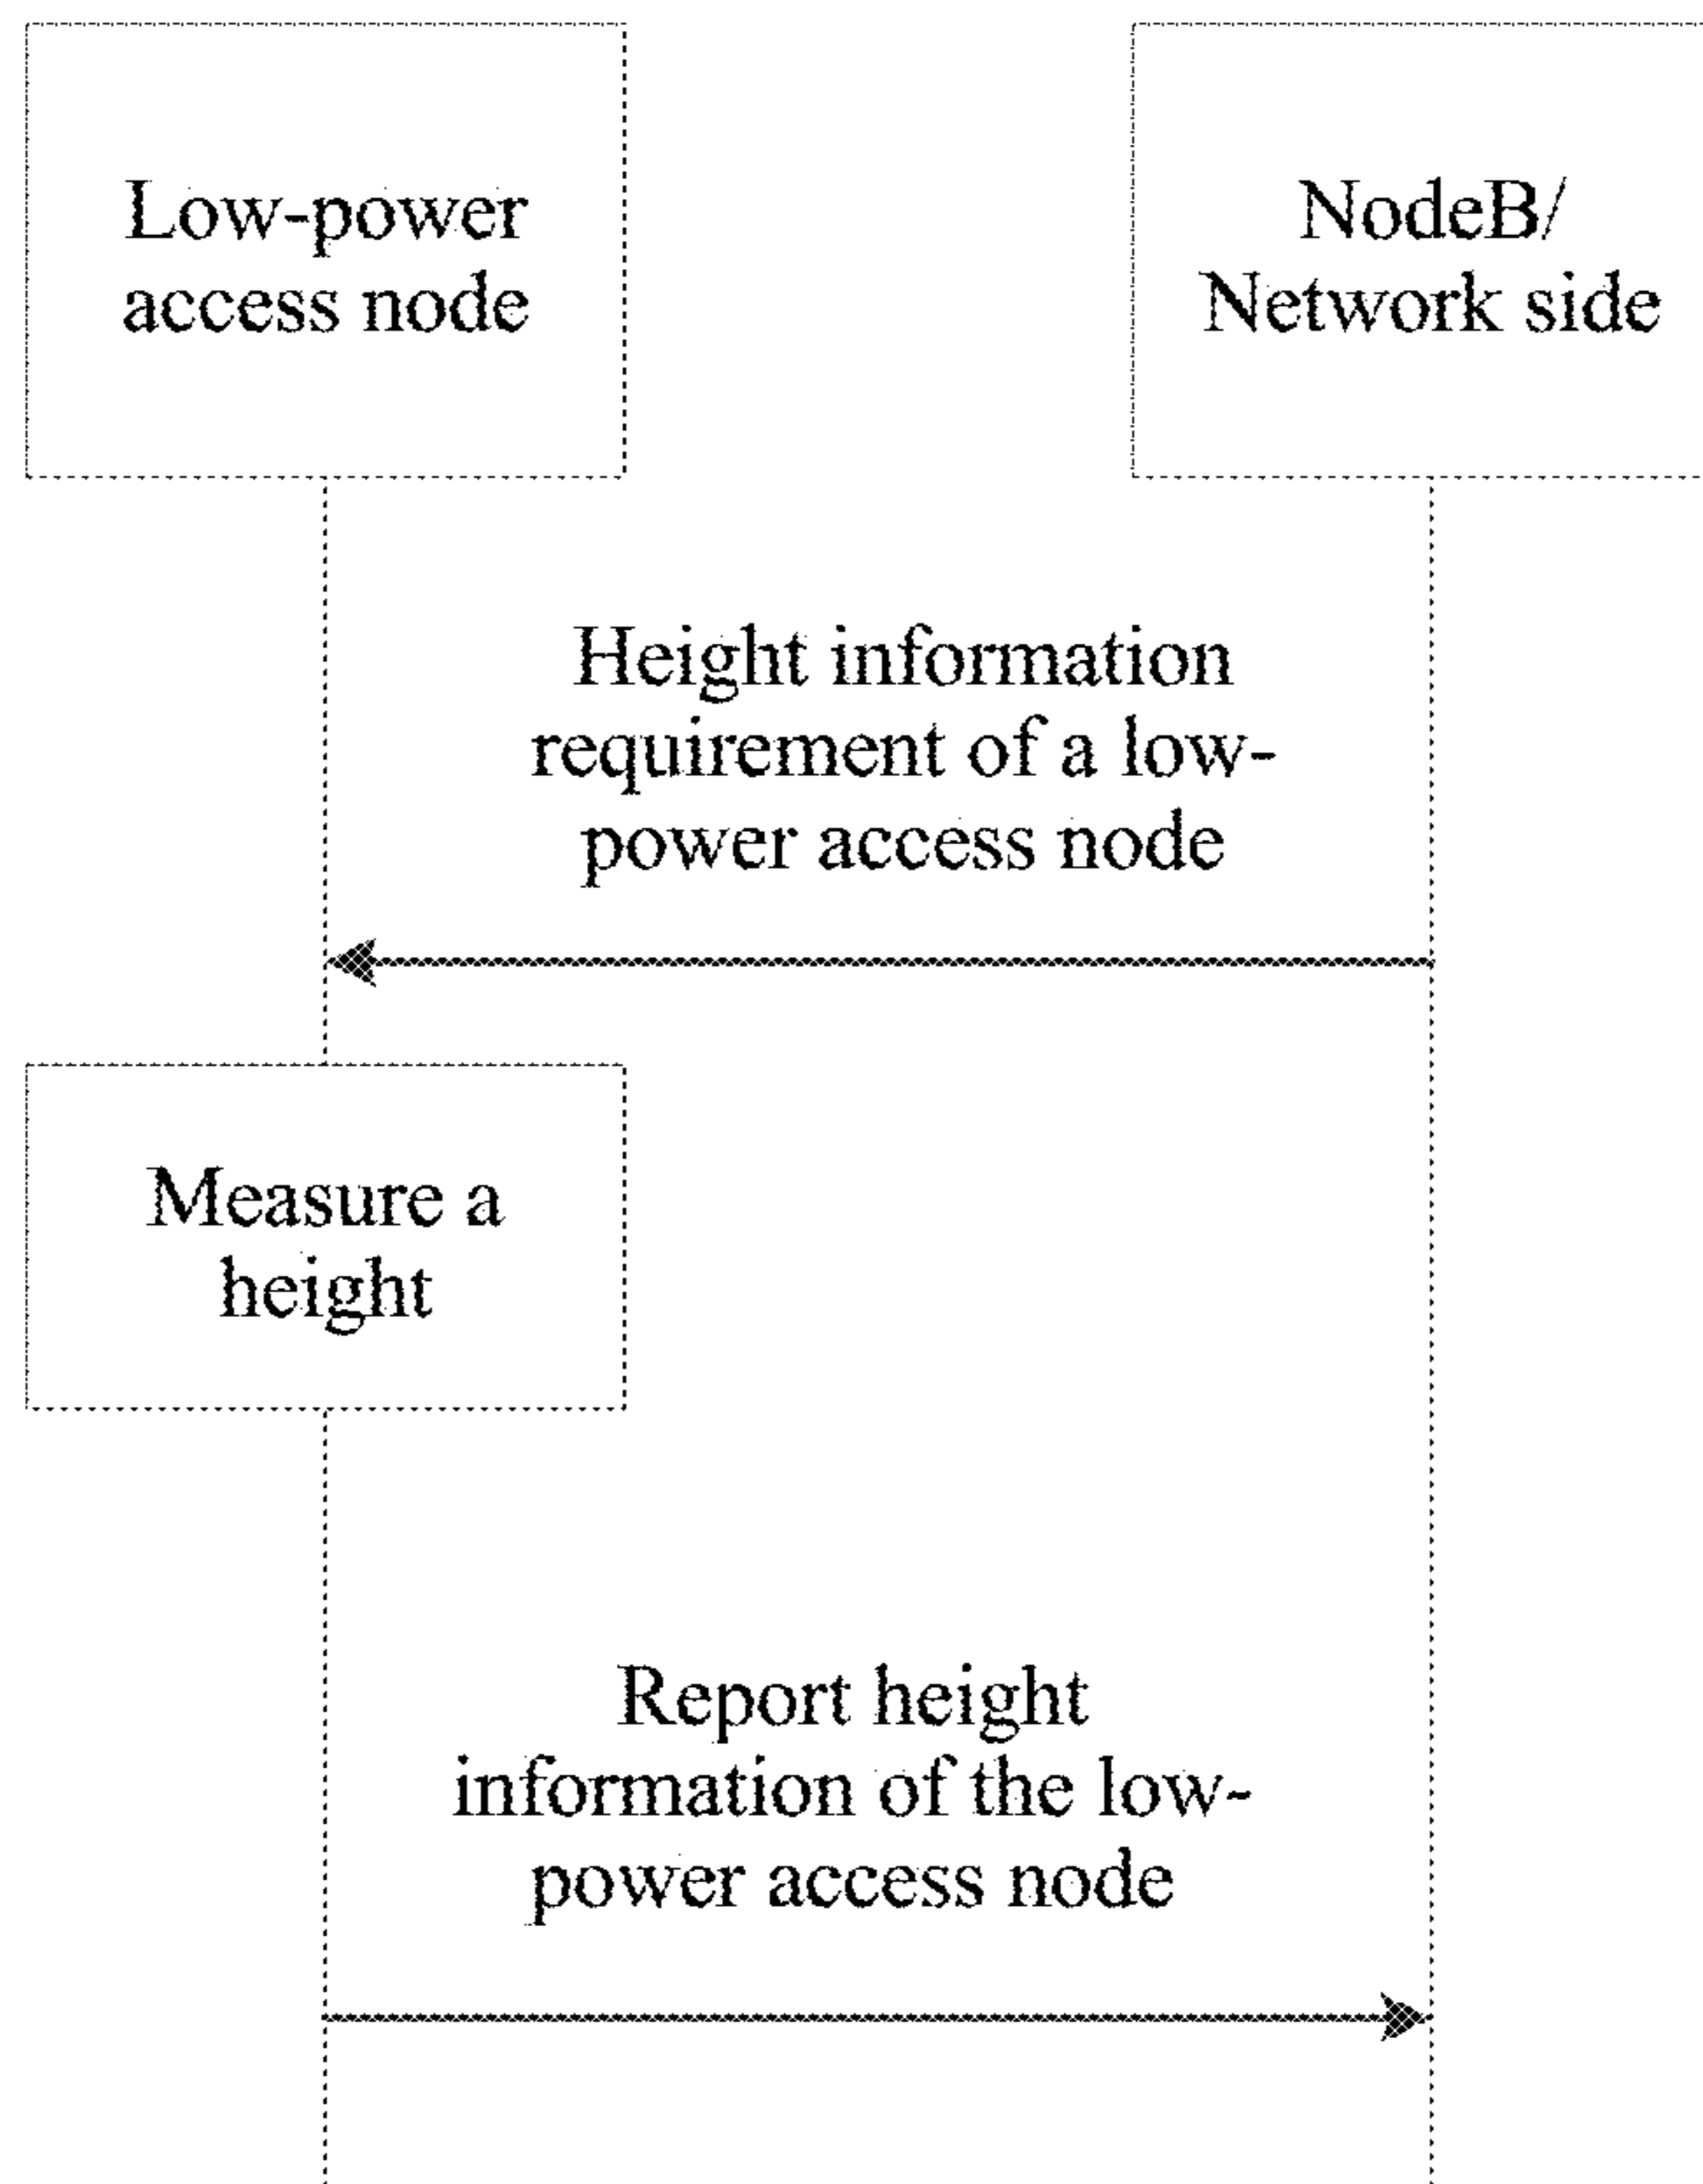 Low-power
access node
NodeB/
Network side
Height information
requirement of a low-
power access node
Measure a
height
Report height
information of the low-
power access node